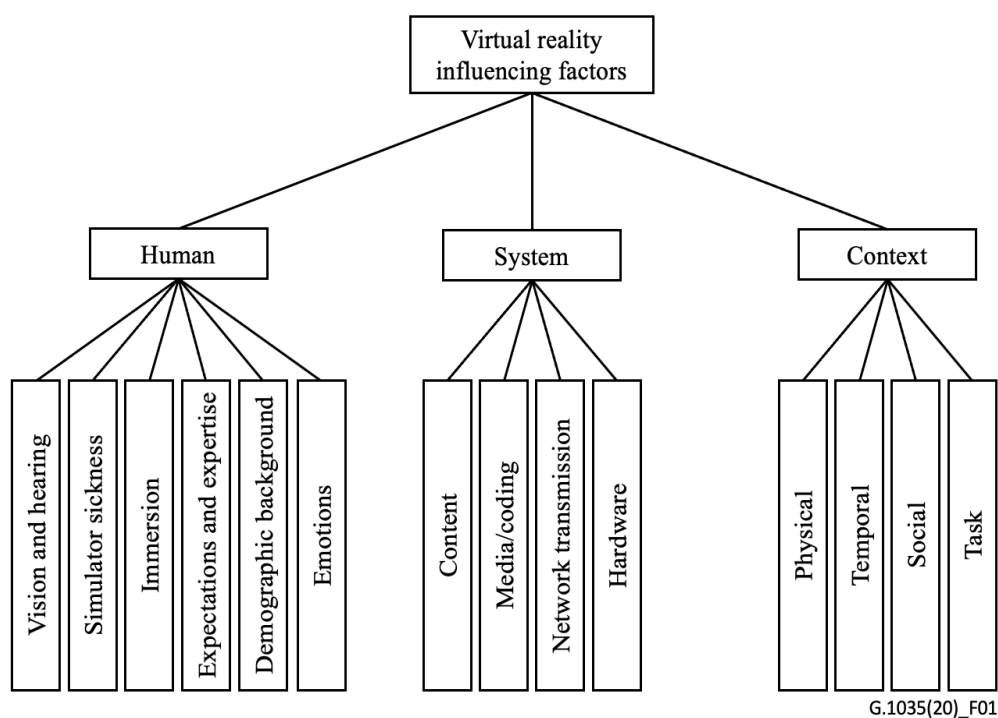 Virtual reality
influencing factors
Human
System
Context
Vision and hearing
Simulator sickness
Immersion
Expectations and expertise
Demographic background
Emotions
Content
Media/coding
Network transmission
Hardware
Physical
Temporal
Social
Task
G.1035(20)_F01